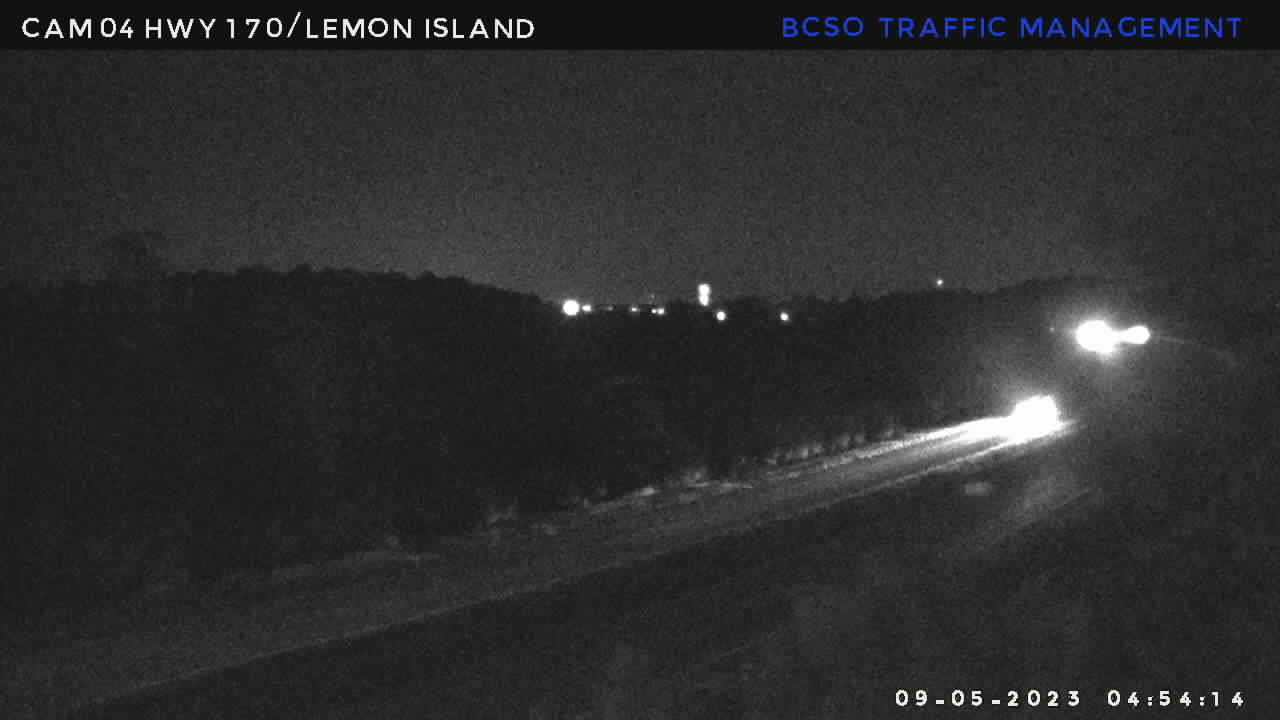 CAM04 HWY 170/LEMON ISLAND
BCSO TRAFFIC MANAGEMENT
09-05-2023 04:54:14